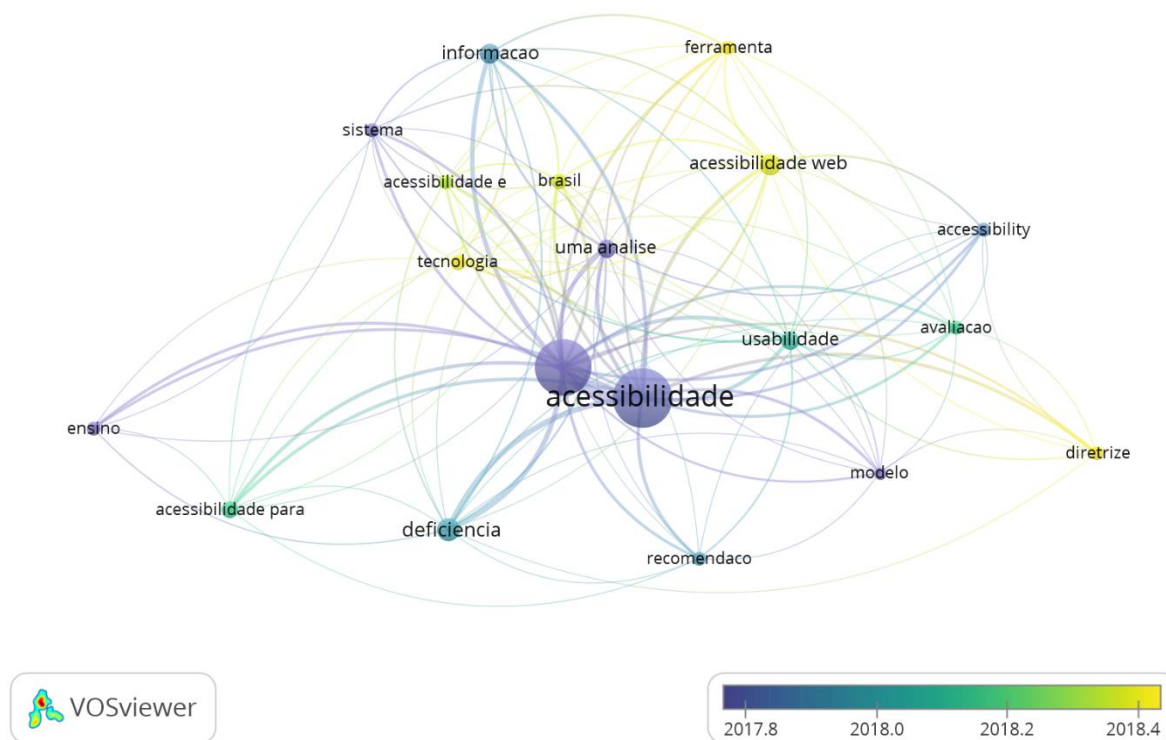 informacao
ferramenta
sistema
acessibilidade web
acessibilidade e
brasil
accessibility
uma analise
tecnologia
avaliacao
usabilidade
acessibilidade
ensino
diretrize
modelo
acessibilidade para
deficiencia
recomendaco
VOSviewer
2017.8 2018.0 2018.2 2018.4